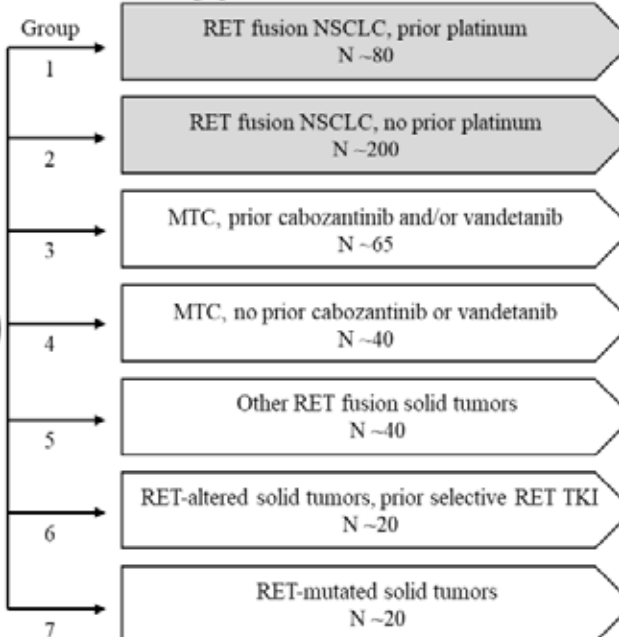 Group
1
RET fusion NSCLC, prior platinum
N ~80
2
RET fusion NSCLC, no prior platinum
N ~200
3
MTC, prior cabozantinib and/or vandetanib
N ~65
4
MTC, no prior cabozantinib or vandetanib
N ~40
5
Other RET fusion solid tumors
N ~40
6
RET-altered solid tumors, prior selective RET TKI
N ~20
7
RET-mutated solid tumors
N ~20